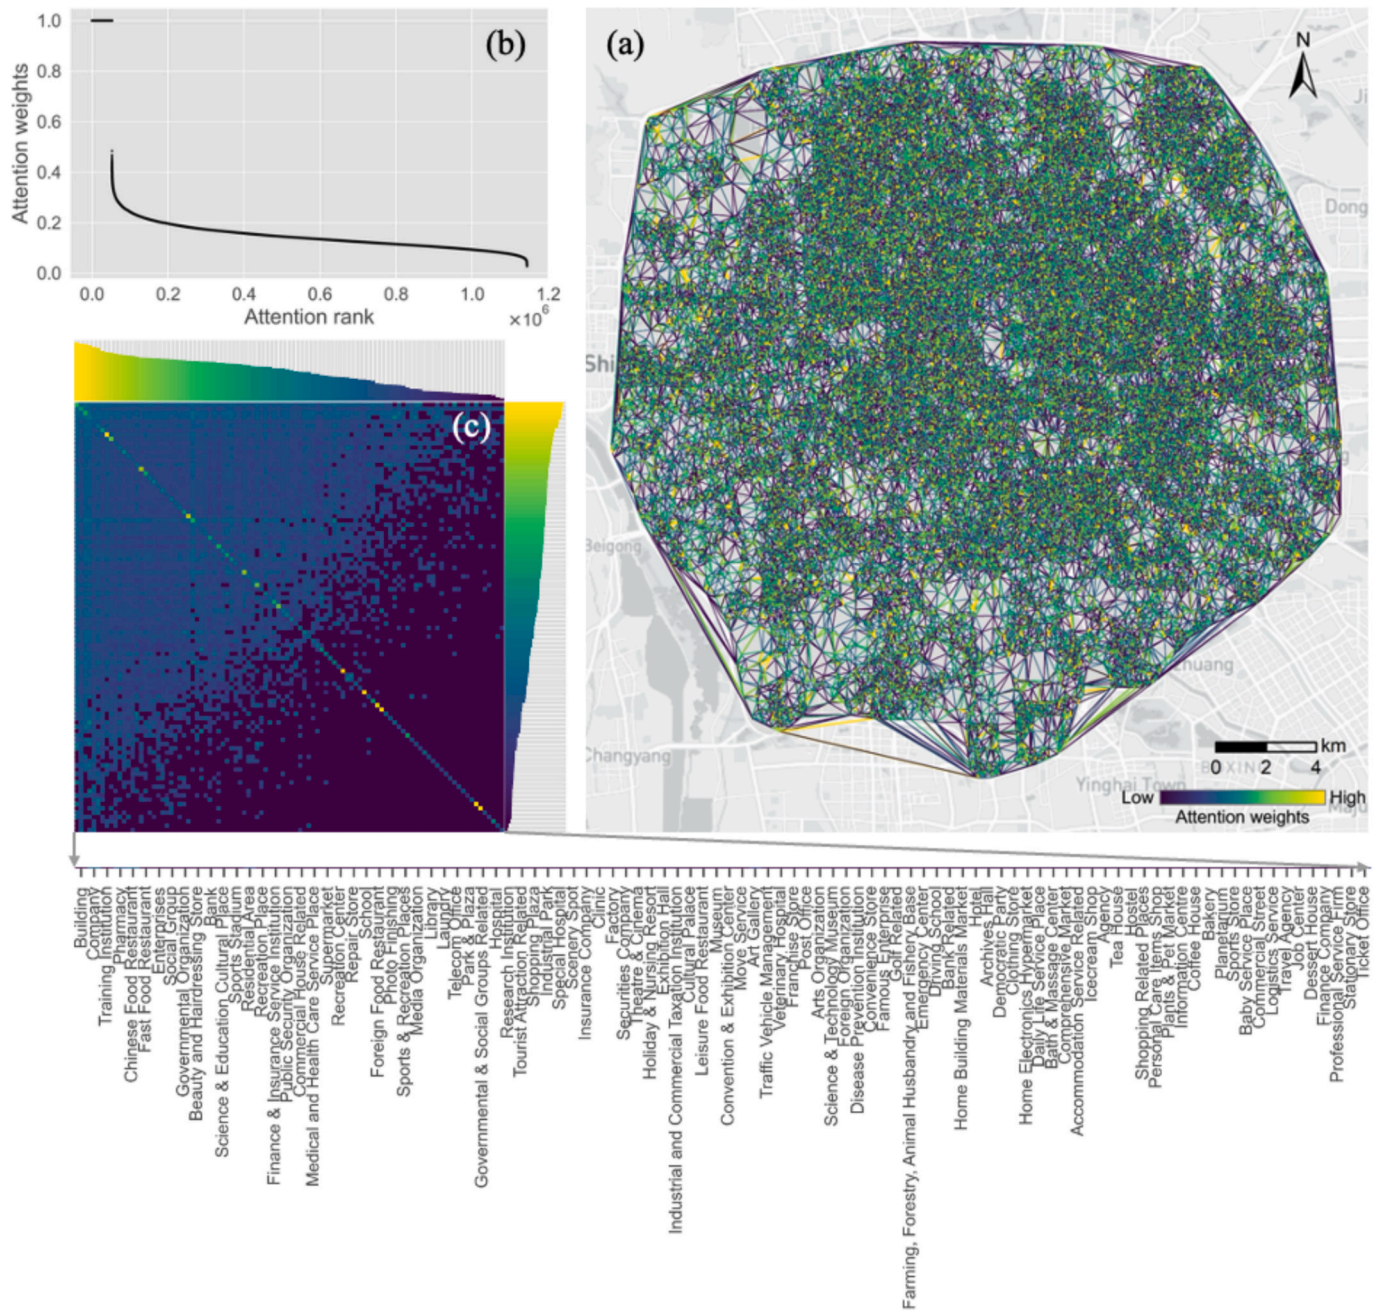 (b)
1.0
0.8
0.6
0.4
0.2
0.0
Attention weights
0.0 0.2 0.4 0.6 0.8 1.0 1.2
Attention rank
×10⁶
(a)
N
Ji
Dong
Shi
Beigong
Changyang
Zhuang
Yinghai Town
Maju
km
0 2 4
Low High
Attention weights
(c)
Building
Company
Training Institution
Pharmacy
Chinese Food Restaurant
Fast Food Restaurant
Enterprises
Social Group
Governmental Organization
Beauty and Hairdressing Store
Bank
Science & Education Cultural Place
Sports Stadium
Residential Area
Recreation Place
Finance & Insurance Service Institution
Public Security Organization
Commercial House Related
Medical and Health Care Service Place
Supermarket
Recreation Center
Repair Store
School
Foreign Food Restaurant
Photo Finishing
Sports & Recreation Places
Media Organization
Library
Laundry
Telecom Office
Park & Plaza
Governmental & Social Groups Related
Hospital
Research Institution
Tourist Attraction Related
Shopping Plaza
Industrial Park
Special Hospital
Scenery Spot
Insurance Company
Clinic
Factory
Securities Company
Theatre & Cinema
Holiday & Nursing Resort
Exhibition Hall
Industrial and Commercial Taxation Institution
Cultural Palace
Leisure Food Restaurant
Museum
Convention & Exhibition Center
Move Service
Art Gallery
Traffic Vehicle Management
Veterinary Hospital
Franchise Store
Post Office
Arts Organization
Science & Technology Museum
Foreign Organization
Disease Prevention Institution
Convenience Store
Famous Enterprise
Golf Related
Farming, Forestry, Animal Husbandry and Fishery Base
Emergency Center
Driving School
Bank Related
Home Building Materials Market
Hotel
Archives Hall
Democratic Party
Clothing Store
Home Electronics Hypermarket
Daily Life Service Place
Bath & Massage Center
Comprehensive Market
Accommodation Service Related
Icecream Shop
Agency
Tea House
Hostel
Shopping Related Places
Personal Care Items Shop
Plants & Pet Market
Information Centre
Coffee House
Bakery
Planetarium
Sports Store
Baby Service Place
Commercial Street
Logistics Service
Travel Agency
Job Center
Dessert House
Finance Company
Professional Service Firm
Stationary Store
Ticket Office